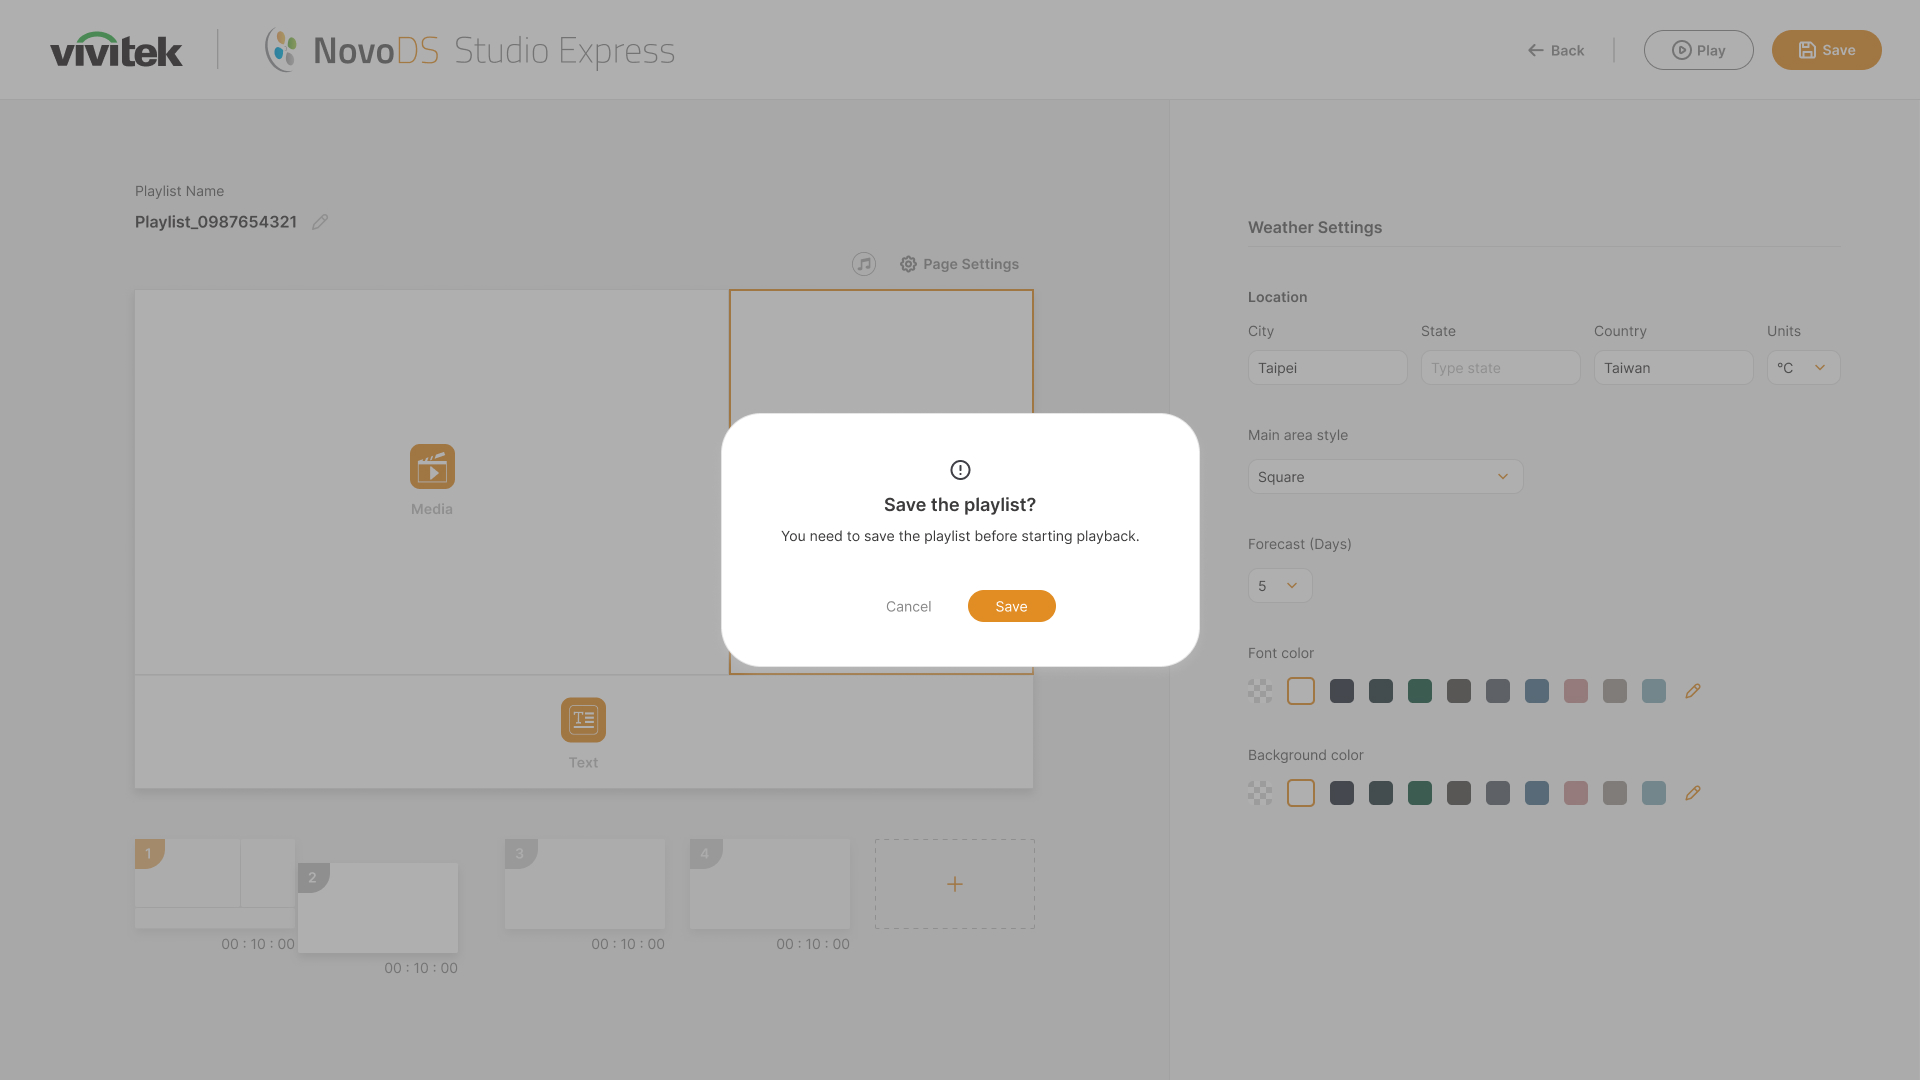 vivitek
NovoDS Studio Express
Back
Play
Save
Playlist Name
Playlist_0987654321
Page Settings
Media
Text
Save the playlist?
You need to save the playlist before starting playback.
Cancel
Save
1
2
3
4
00 : 10 : 00
00 : 10 : 00
00 : 10 : 00
00 : 10 : 00
Weather Settings
Location
City
State
Country
Units
Taipei
Type state
Taiwan
°C
Main area style
Square
Forecast (Days)
5
Font color
Background color